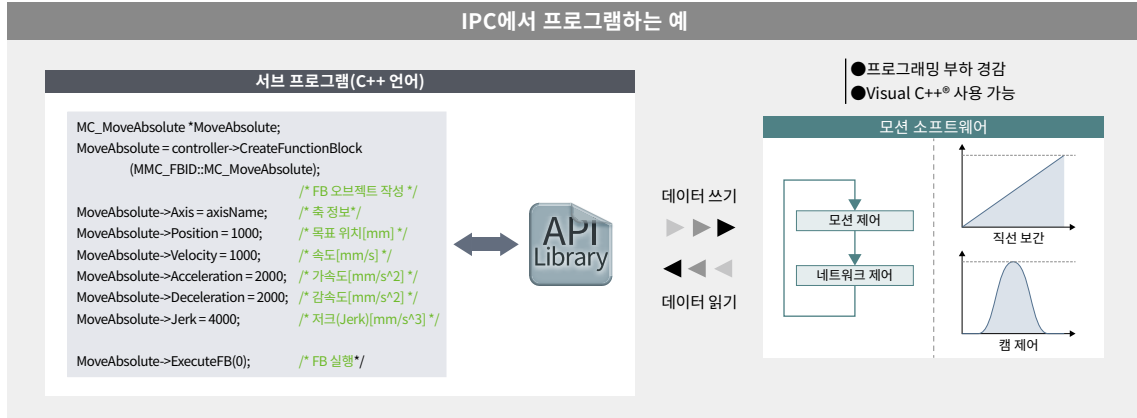 IPC에서 프로그램하는 예
서브 프로그램(C++ 언어)
MC_MoveAbsolute *MoveAbsolute;
MoveAbsolute = controller->CreateFunctionBlock
(MMC_FBID::MC_MoveAbsolute);
/* FB 오브젝트 작성 */
MoveAbsolute->Axis = axisName; /* 축 정보*/
MoveAbsolute->Position = 1000; /* 목표 위치[mm] */
MoveAbsolute->Velocity = 1000; /* 속도[mm/s] */
MoveAbsolute->Acceleration = 2000; /* 가속도[mm/s^2] */
MoveAbsolute->Deceleration = 2000; /* 감속도[mm/s^2] */
MoveAbsolute->Jerk = 4000; /* 저크(Jerk)[mm/s^3] */
MoveAbsolute->ExecuteFB(0); /* FB 실행*/
API
Library
데이터 쓰기
데이터 읽기
●프로그래밍 부하 경감
●Visual C++® 사용 가능
모션 소프트웨어
모션 제어
네트워크 제어
직선 보간
캠 제어